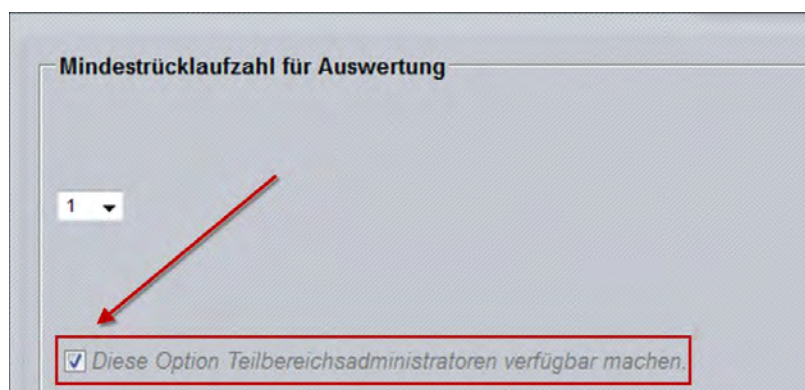 Mindestrücklaufzahl für Auswertung
1
Diese Option Teilbereichsadministratoren verfügbar machen.